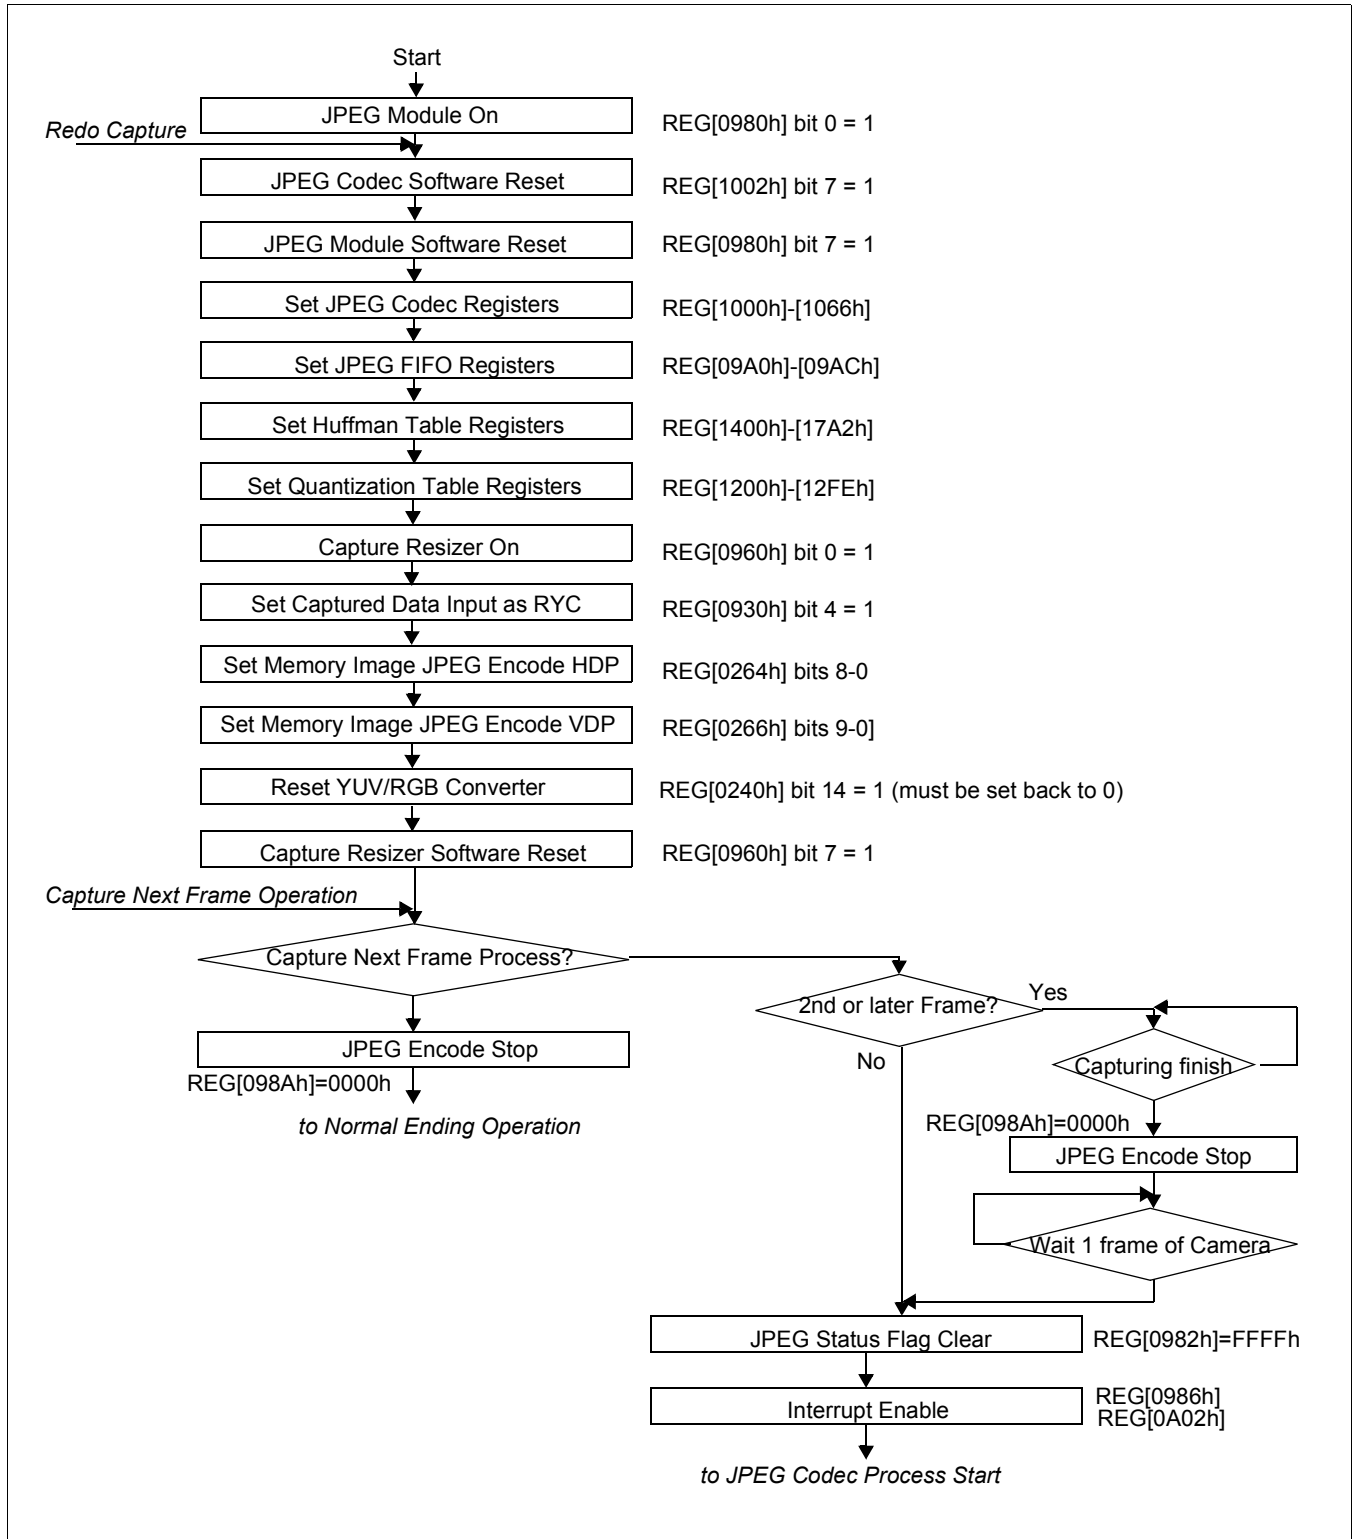 Start
JPEG Module On
REG[0980h] bit 0 = 1
Redo Capture
JPEG Codec Software Reset
REG[1002h] bit 7 = 1
JPEG Module Software Reset
REG[0980h] bit 7 = 1
Set JPEG Codec Registers
REG[1000h]-[1066h]
Set JPEG FIFO Registers
REG[09A0h]-[09ACh]
Set Huffman Table Registers
REG[1400h]-[17A2h]
Set Quantization Table Registers
REG[1200h]-[12FEh]
Capture Resizer On
REG[0960h] bit 0 = 1
Set Captured Data Input as RYC
REG[0930h] bit 4 = 1
Set Memory Image JPEG Encode HDP
REG[0264h] bits 8-0
Set Memory Image JPEG Encode VDP
REG[0266h] bits 9-0]
Reset YUV/RGB Converter
REG[0240h] bit 14 = 1 (must be set back to 0)
Capture Resizer Software Reset
REG[0960h] bit 7 = 1
Capture Next Frame Operation
Capture Next Frame Process?
JPEG Encode Stop
REG[098Ah]=0000h
to Normal Ending Operation
2nd or later Frame?
Yes
No
Capturing finish
REG[098Ah]=0000h
JPEG Encode Stop
Wait 1 frame of Camera
JPEG Status Flag Clear
REG[0982h]=FFFFh
Interrupt Enable
REG[0986h]
REG[0A02h]
to JPEG Codec Process Start